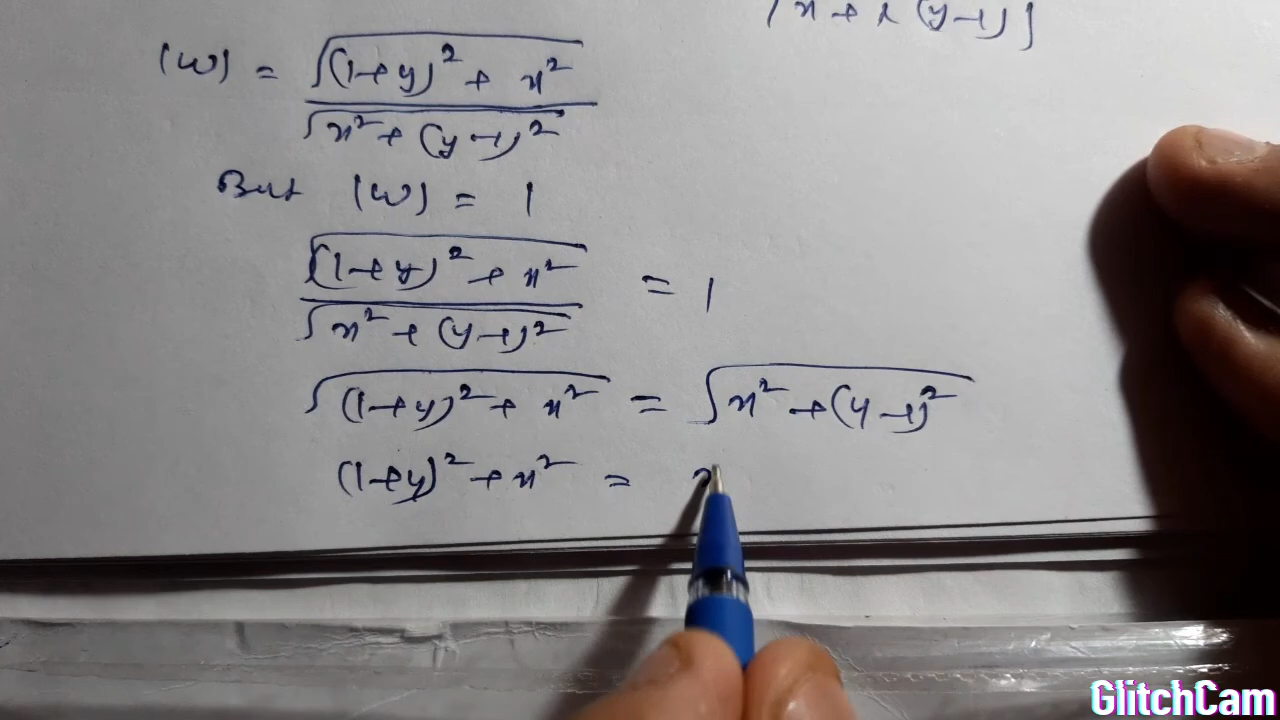 |x + i (y-1)|
|w| = √((1+y)² + x²) / √(x² + (y-1)²)
But |w| = 1
√((1+y)² + x²) / √(x² + (y-1)²) = 1
√((1+y)² + x²) = √(x² + (y-1)²)
(1+y)² + x² = x
GlitchCam